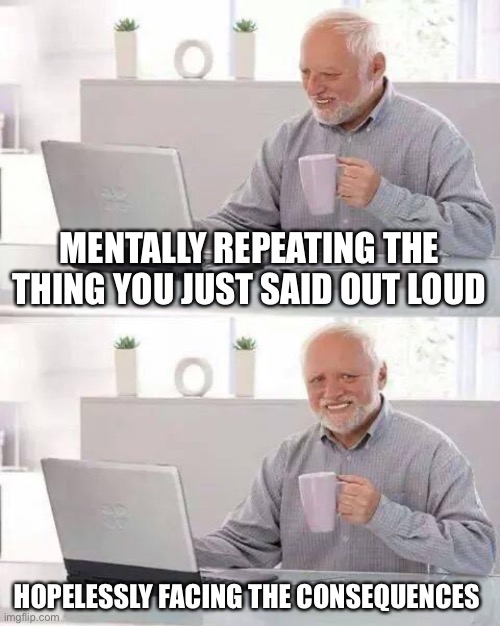 MENTALLY REPEATING THE
THING YOU JUST SAID OUT LOUD
HOPELESSLY FACING THE CONSEQUENCES
imgflip.com